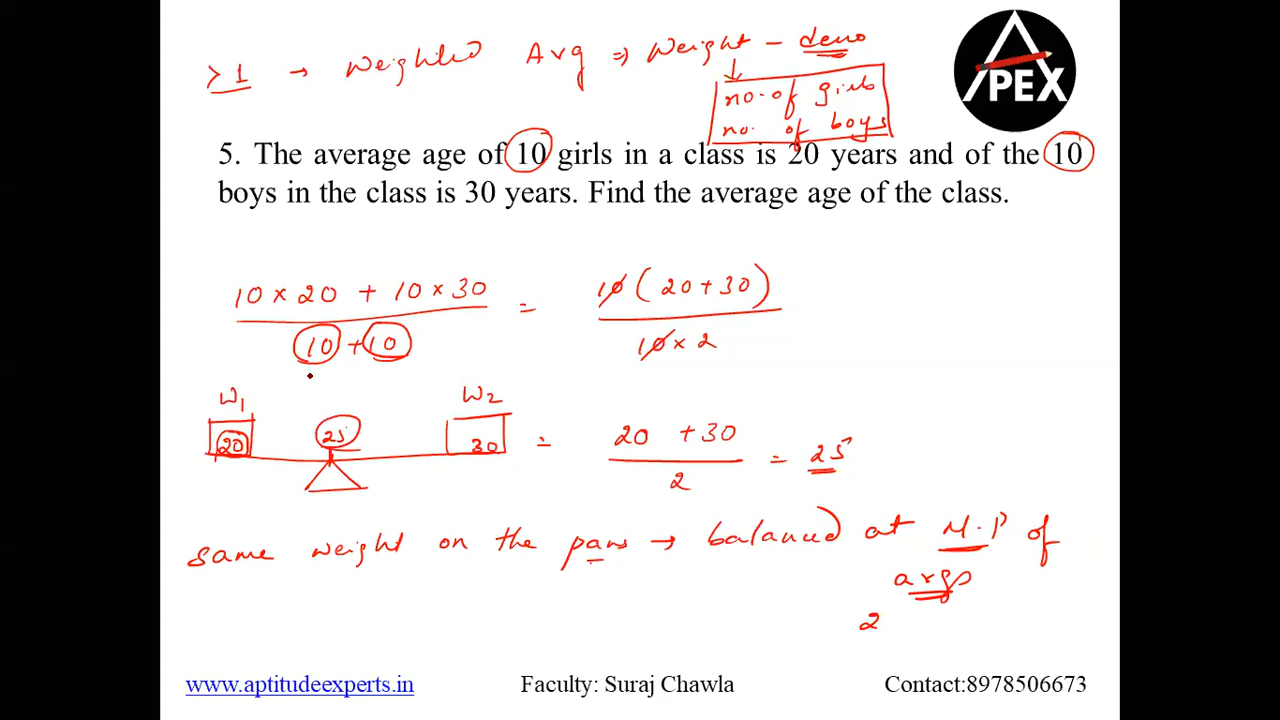 > 1 → Weighted Avg ⇒ Weight - deno
no. of girls
no. of boys
APEX
5. The average age of 10 girls in a class is 20 years and of the 10
boys in the class is 30 years. Find the average age of the class.
10 × 20 + 10 × 30 / 10 + 10 = 10 ( 20 + 30 ) / 10 × 2
W1 W2
20 25 30 = 20 + 30 / 2 = 25
same weight on the pans → balanced at M.P of
avgs
2
www.aptitudeexperts.in Faculty: Suraj Chawla Contact:8978506673